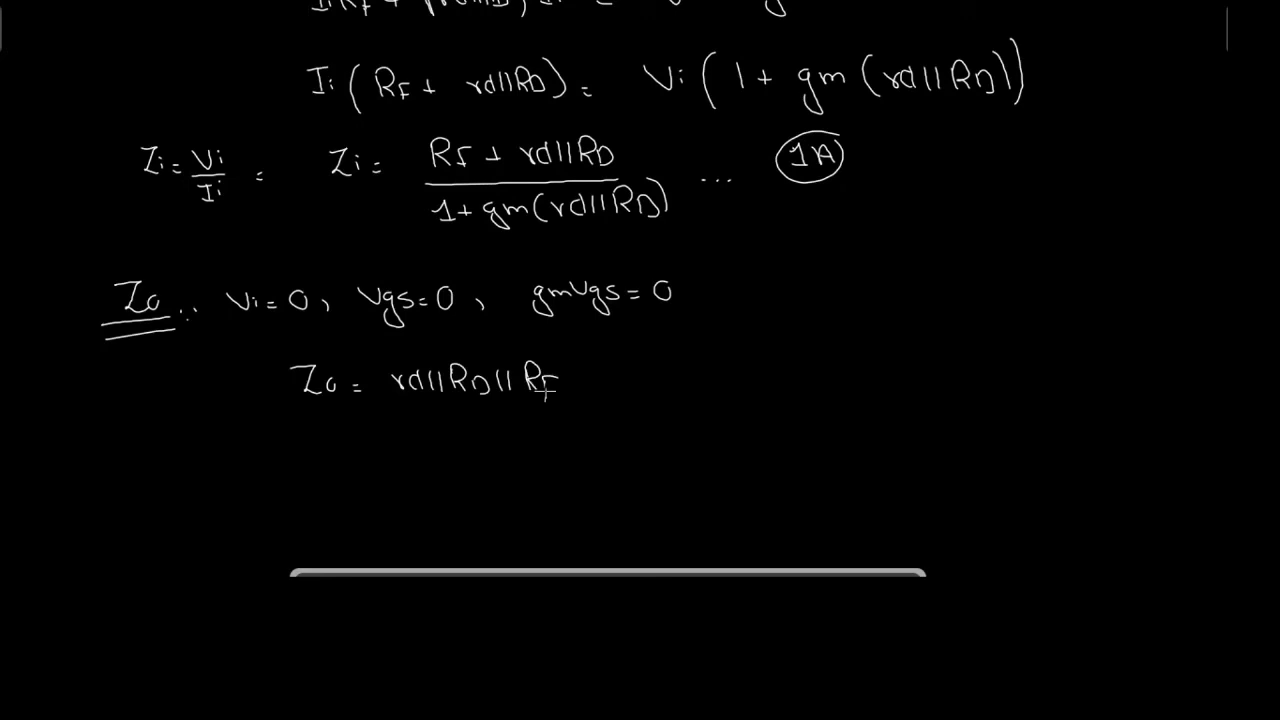 Ii ( RF + rd||RD ) = Vi ( 1 + gm ( rd||RD ) )
Zi = Vi / Ii = Zi = RF + rd||RD / 1 + gm (rd||RD) ... 1A
Zo :. Vi = 0, Vgs = 0, gmVgs = 0
Zo = rd||RD||RF